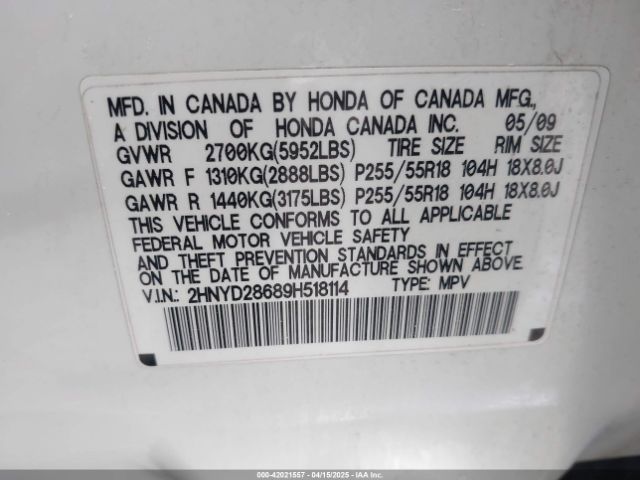 MFD. IN CANADA BY HONDA OF CANADA MFG.,
A DIVISION OF HONDA CANADA INC. 05/09
GVWR 2700KG(5952LBS) TIRE SIZE RIM SIZE
GAWR F 1310KG(2888LBS) P255/55R18 104H 18X8.0J
GAWR R 1440KG(3175LBS) P255/55R18 104H 18X8.0J
THIS VEHICLE CONFORMS TO ALL APPLICABLE
FEDERAL MOTOR VEHICLE SAFETY
AND THEFT PREVENTION STANDARDS IN EFFECT
ON THE DATE OF MANUFACTURE SHOWN ABOVE
V.I.N.: 2HNYD28689H518114 TYPE: MPV
000-42021557 - 04/15/2025 - IAAI.COM